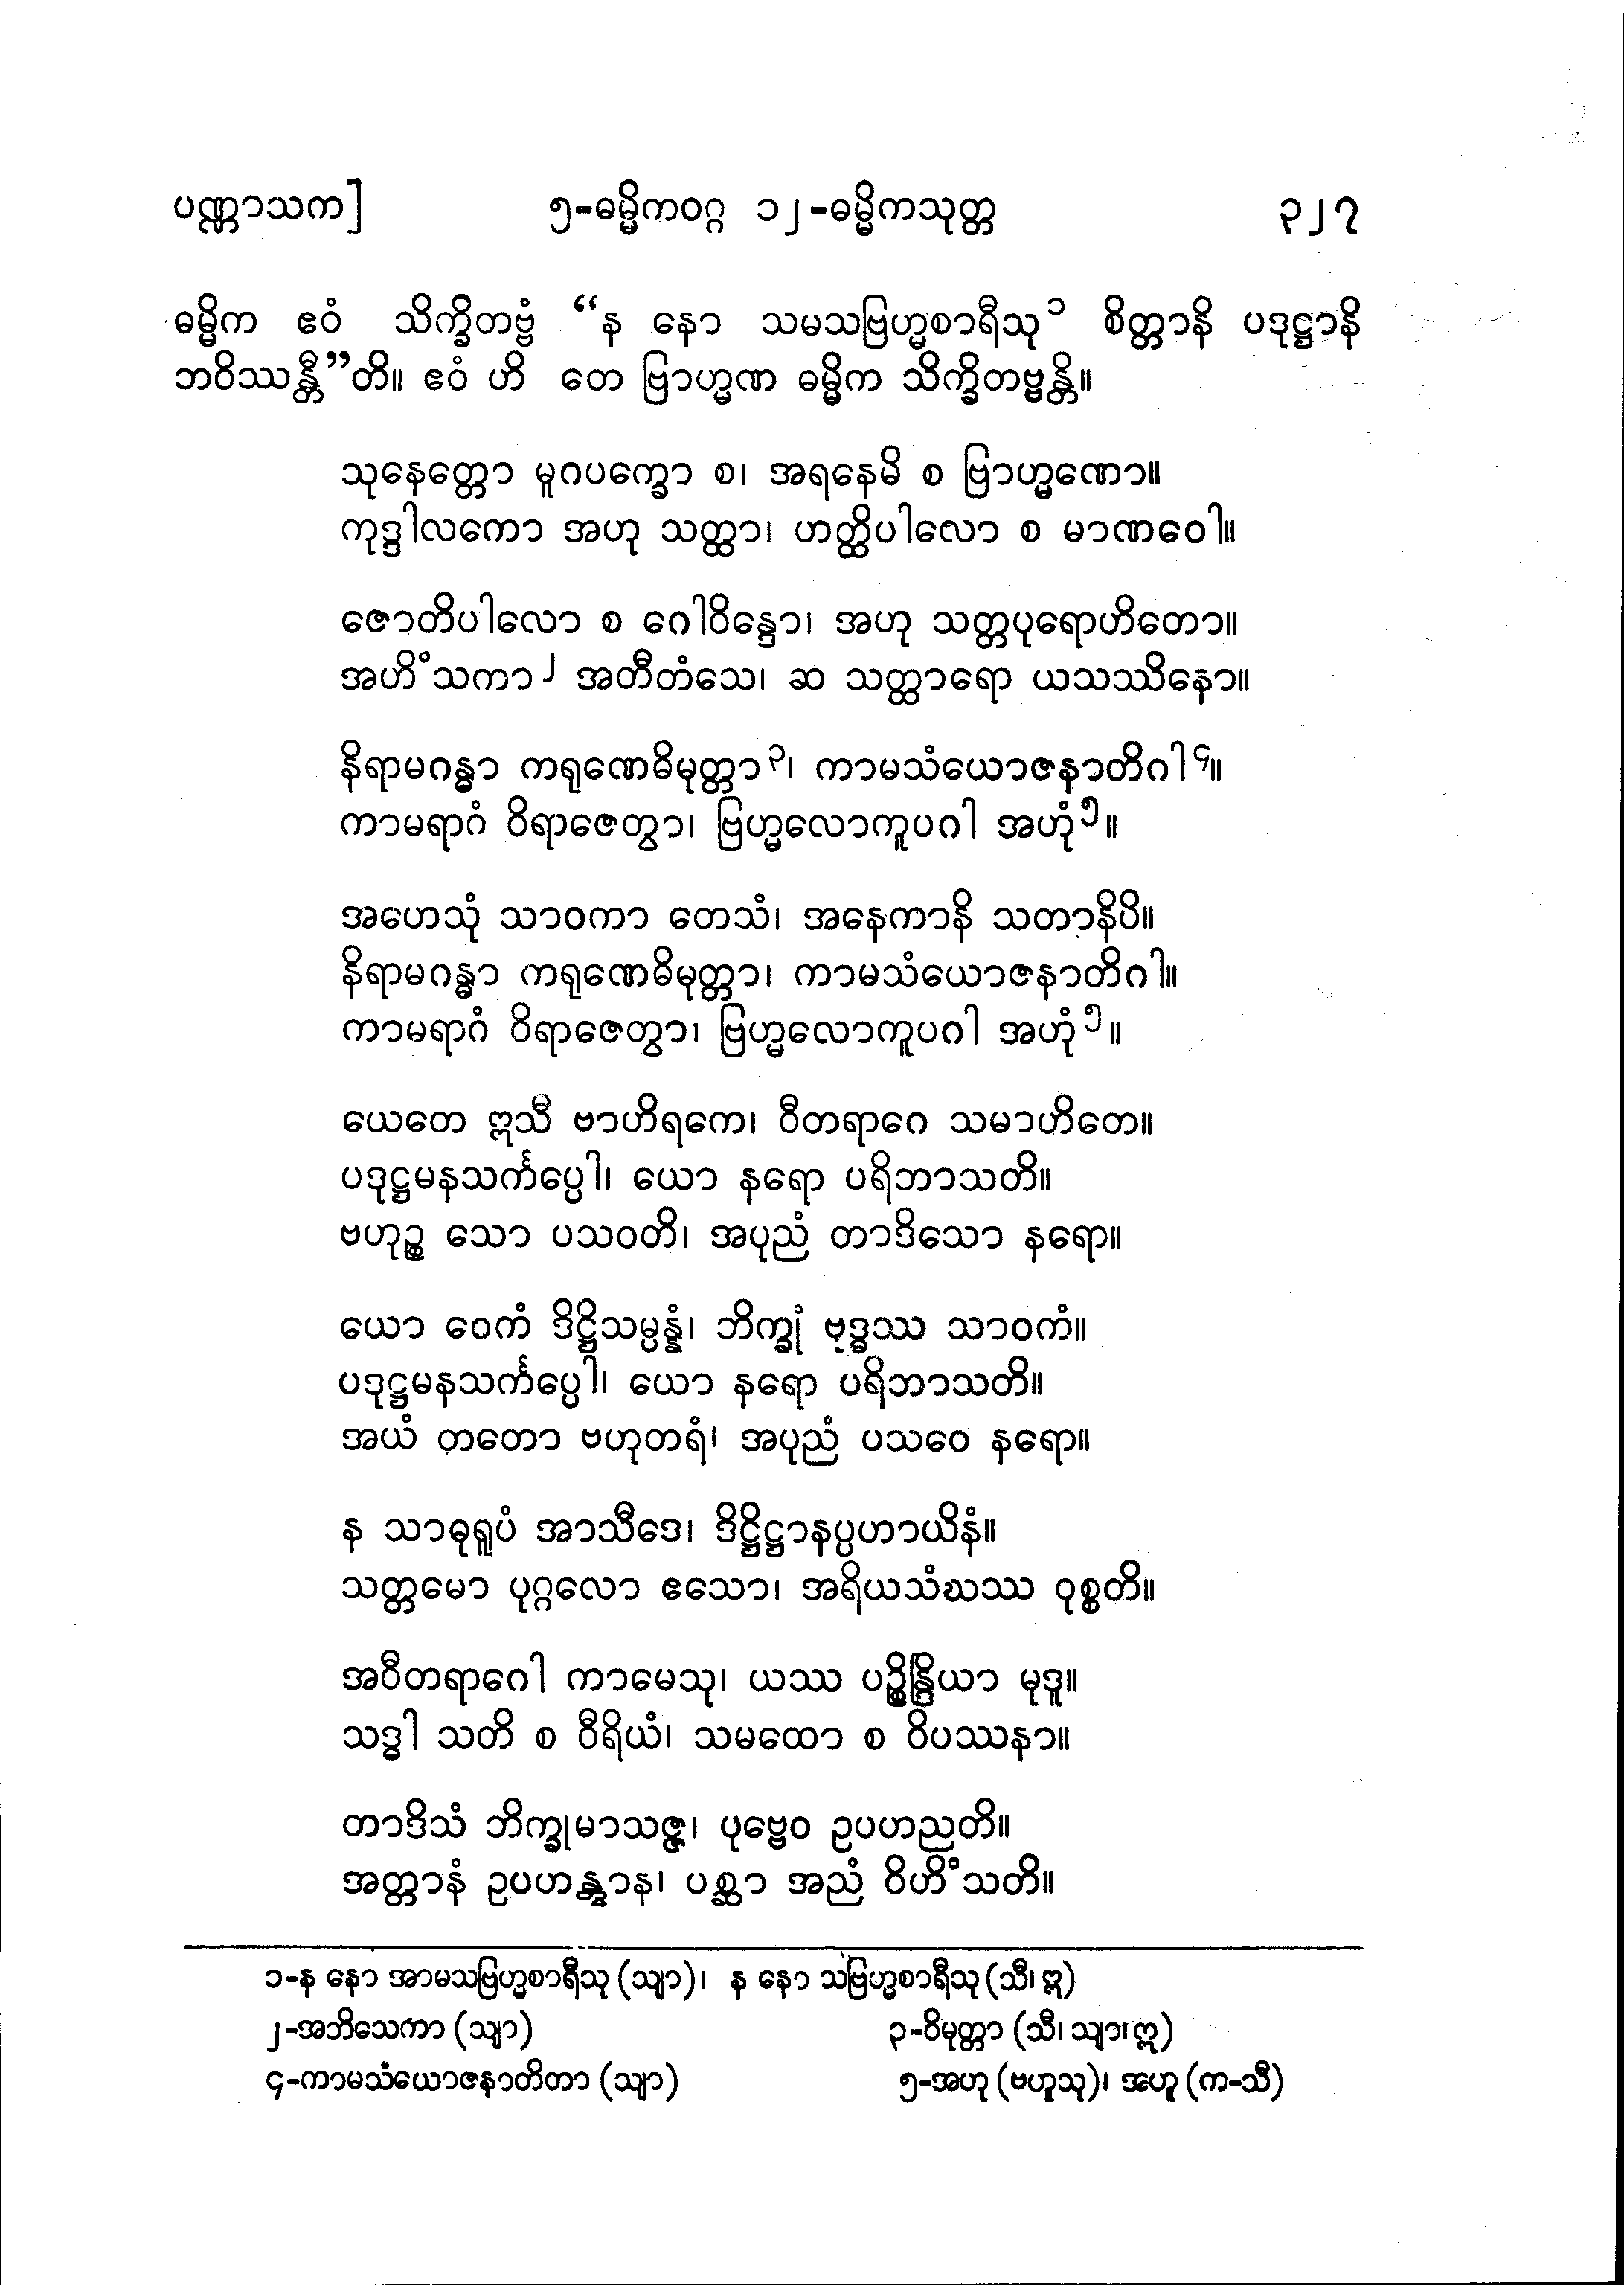 ပဏ္ဏာသက] ၅-ဓမ္မိကဝဂ္ဂ ၁၂-ဓမ္မိကသုတ္တ ၃၂၇
ဓမ္မိက ဧဝံ သိက္ခိတဗ္ဗံ “န နော သမသဗြဟ္မစာရီသု၁ စိတ္တာနိ ပဒုဋ္ဌာနိ
ဘဝိဿန္တီ”တိ။ ဧဝံ ဟိ တေ ဗြာဟ္မဏ ဓမ္မိက သိက္ခိတဗ္ဗန္တိ။
သုနေတ္တော မူဂပက္ခော စ၊ အရနေမိ စ ဗြာဟ္မဏော။
ကုဒ္ဒါလကော အဟု သတ္ထာ၊ ဟတ္ထိပါလော စ မာဏဝေါ။
ဇောတိပါလော စ ဂေါဝိန္ဒော၊ အဟု သတ္တပုရောဟိတော။
အဟိံသကာ၂ အတီတံသေ၊ ဆ သတ္ထာရော ယသဿိနော။
နိရာမဂန္ဓာ ကရုဏေဓိမုတ္တာ၃၊ ကာမသံယောဇနာတိဂါ၄။
ကာမရာဂံ ဝိရာဇေတွာ၊ ဗြဟ္မလောကူပဂါ အဟုံ၅။
အဟေသုံ သာဝကာ တေသံ၊ အနေကာနိ သတာနိပိ။
နိရာမဂန္ဓာ ကရုဏေဓိမုတ္တာ၊ ကာမသံယောဇနာတိဂါ။
ကာမရာဂံ ဝိရာဇေတွာ၊ ဗြဟ္မလောကူပဂါ အဟုံ၅။
ယေတေ ဣသီ ဗာဟိရကေ၊ ဝီတရာဂေ သမာဟိတေ။
ပဒုဋ္ဌမနသင်္ကပ္ပေါ၊ ယော နရော ပရိဘာသတိ။
ဗဟုဉ္စ သော ပသဝတိ၊ အပုညံ တာဒိသော နရော။
ယော စေကံ ဒိဋ္ဌိသမ္ပန္နံ၊ ဘိက္ခုံ ဗုဒ္ဓဿ သာဝကံ။
ပဒုဋ္ဌမနသင်္ကပ္ပေါ၊ ယော နရော ပရိဘာသတိ။
အယံ တတော ဗဟုတရံ၊ အပုညံ ပသဝေ နရော။
န သာဓုရူပံ အာသီဒေ၊ ဒိဋ္ဌိဋ္ဌာနပ္ပဟာယိနံ။
သတ္တမော ပုဂ္ဂလော ဧသော၊ အရိယသံဃဿ ဝုစ္စတိ။
အဝီတရာဂေါ ကာမေသု၊ ယဿ ပဉ္စိန္ဒြိယာ မုဒူ။
သဒ္ဓါ သတိ စ ဝီရိယံ၊ သမထော စ ဝိပဿနာ။
တာဒိသံ ဘိက္ခုမာသဇ္ဇ၊ ပုဗ္ဗေဝ ဥပဟညတိ။
အတ္တာနံ ဥပဟန္တွာန၊ ပစ္ဆာ အညံ ဝိဟိံသတိ။
၁-န နော အာမသဗြဟ္မစာရီသု (သျာ)၊ န နော သဗြဟ္မစာရီသု (သီ၊ ဣ)
၂-အဘိသေကာ (သျာ) ၃-ဝိမုတ္တာ (သီ၊ သျာ၊ ဣ)
၄-ကာမသံယောဇနာတိတာ (သျာ) ၅-အဟု (ဗဟူသု)၊ အဟူ (က-သီ)